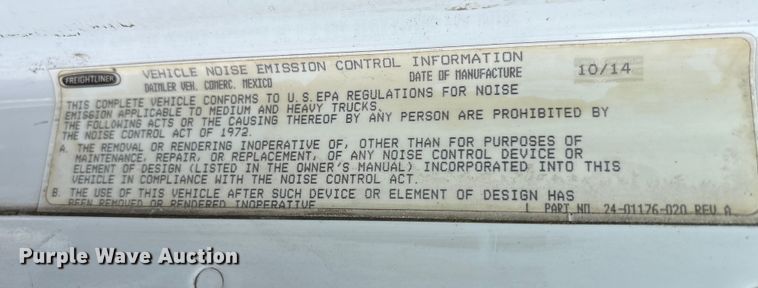 FREIGHTLINER
VEHICLE NOISE EMISSION CONTROL INFORMATION
DAIMLER VEH. COMERC. MEXICO DATE OF MANUFACTURE 10/14
THIS COMPLETE VEHICLE CONFORMS TO U.S.EPA REGULATIONS FOR NOISE
EMISSION APPLICABLE TO MEDIUM AND HEAVY TRUCKS.
THE FOLLOWING ACTS OR THE CAUSING THEREOF BY ANY PERSON ARE PROHIBITED BY
THE NOISE CONTROL ACT OF 1972.
A. THE REMOVAL OR RENDERING INOPERATIVE OF, OTHER THAN FOR PURPOSES OF
MAINTENANCE, REPAIR, OR REPLACEMENT, OF ANY NOISE CONTROL DEVICE OR
ELEMENT OF DESIGN (LISTED IN THE OWNER'S MANUAL) INCORPORATED INTO THIS
VEHICLE IN COMPLIANCE WITH THE NOISE CONTROL ACT.
B. THE USE OF THIS VEHICLE AFTER SUCH DEVICE OR ELEMENT OF DESIGN HAS
BEEN REMOVED OR RENDERED INOPERATIVE
PART NO 24-01176-020 REV A
Purple Wave Auction